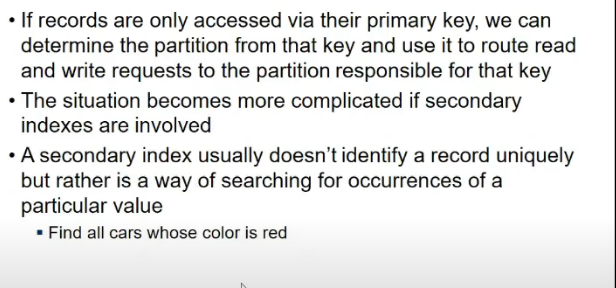 • If records are only accessed via their primary key, we can
determine the partition from that key and use it to route read
and write requests to the partition responsible for that key
• The situation becomes more complicated if secondary
indexes are involved
• A secondary index usually doesn't identify a record uniquely
but rather is a way of searching for occurrences of a
particular value
▪ Find all cars whose color is red